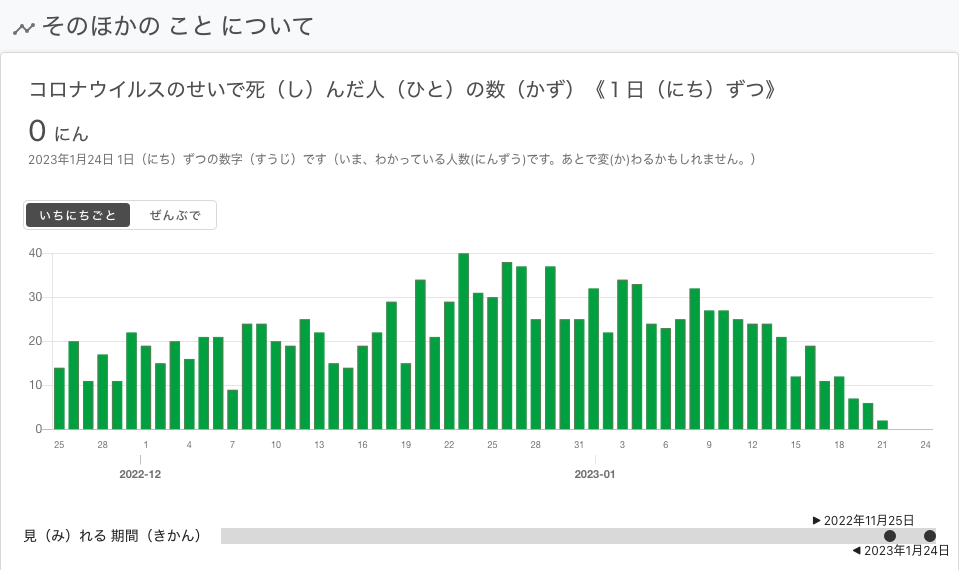 そのほかの こと について
コロナウイルスのせいで死（し）んだ人（ひと）の数（かず）《１日（にち）ずつ》
0 にん
2023年1月24日 1日（にち）ずつの数字（すうじ）です（いま、わかっている人数(にんずう)です。あとで変(か)わるかもしれません。）
いちにちごと ぜんぶで
40
30
20
10
0
25 28 1 4 7 10 13 16 19 22 25 28 31 3 6 9 12 15 18 21 24
2022-12 2023-01
▶ 2022年11月25日
見（み）れる 期間（きかん）
◀ 2023年1月24日